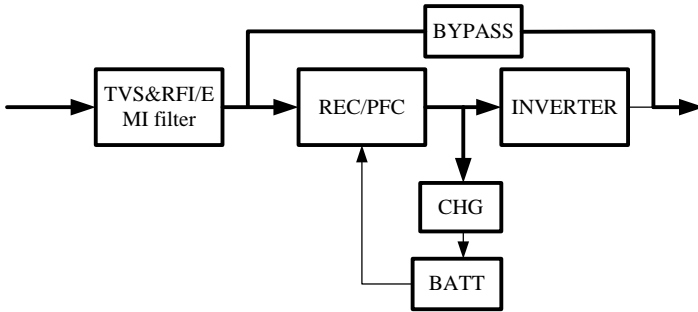 BYPASS
TVS&RFI/E
MI filter
REC/PFC
INVERTER
CHG
BATT